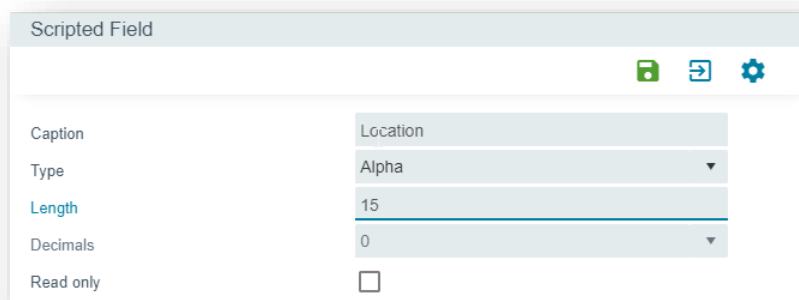 Scripted Field
Caption Location
Type Alpha
Length 15
Decimals 0
Read only